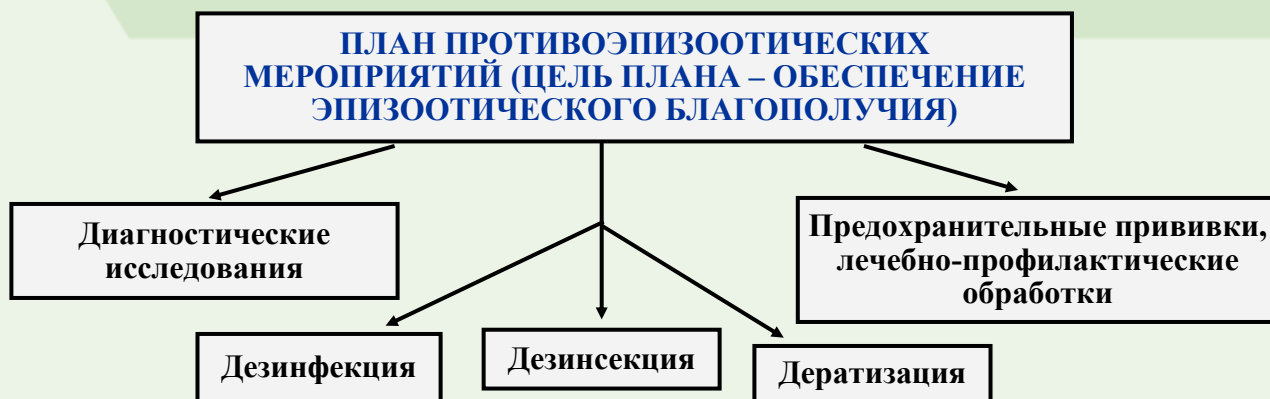 ПЛАН ПРОТИВОЭПИЗООТИЧЕСКИХ
МЕРОПРИЯТИЙ (ЦЕЛЬ ПЛАНА – ОБЕСПЕЧЕНИЕ
ЭПИЗООТИЧЕСКОГО БЛАГОПОЛУЧИЯ)
Диагностические
исследования
Предохранительные прививки,
лечебно-профилактические
обработки
Дезинфекция
Дезинсекция
Дератизация